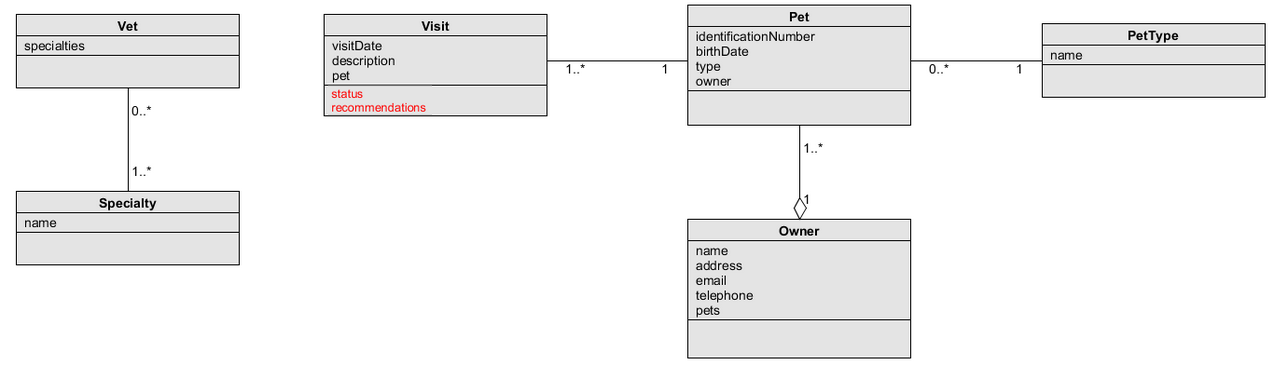 Vet
specialties
0..*
1..*
Specialty
name
Visit
visitDate
description
pet
status
recommendations
1..*
1
Pet
identificationNumber
birthDate
type
owner
0..*
1
PetType
name
1..*
1
Owner
name
address
email
telephone
pets